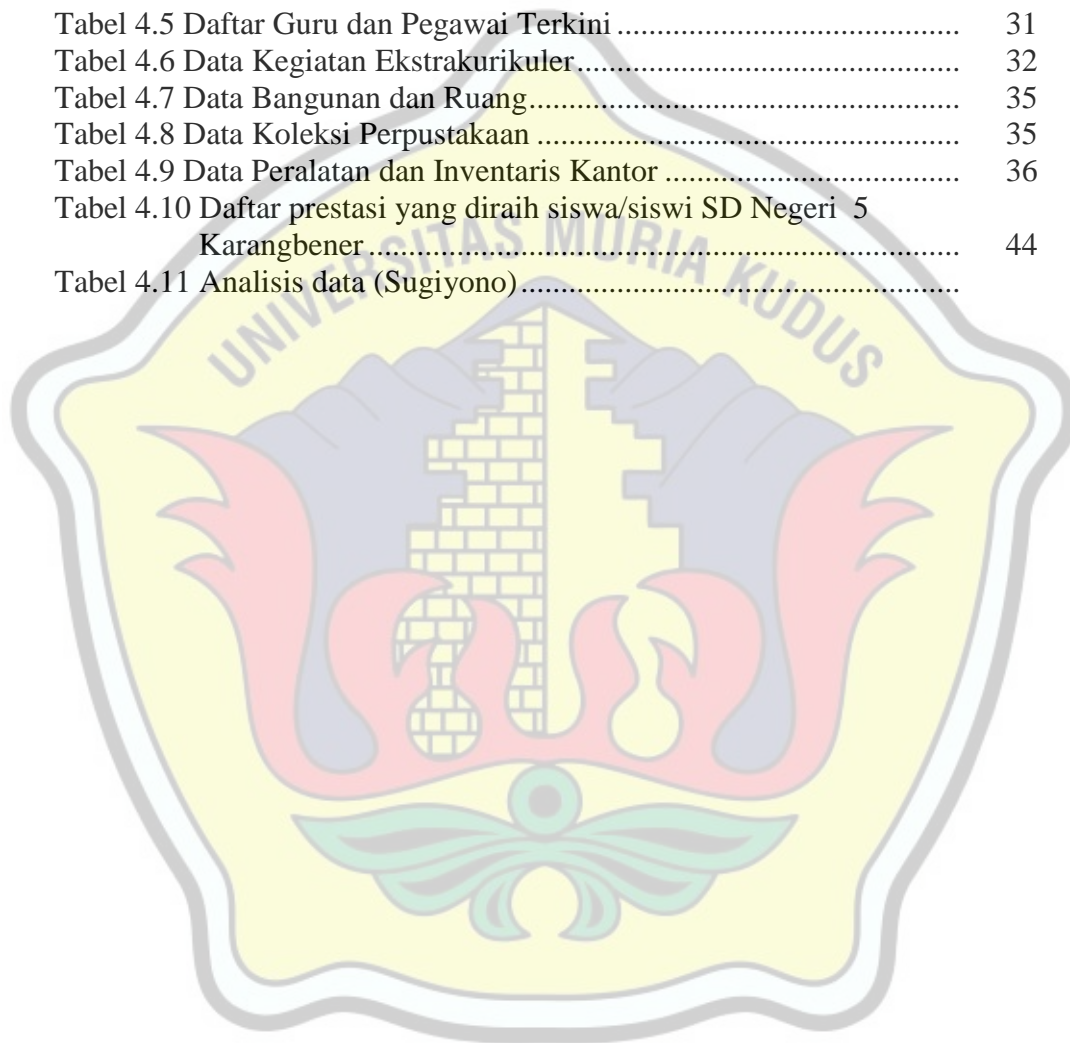 Tabel 4.5 Daftar Guru dan Pegawai Terkini ........................................... 31
Tabel 4.6 Data Kegiatan Ekstrakurikuler ................................................ 32
Tabel 4.7 Data Bangunan dan Ruang ...................................................... 35
Tabel 4.8 Data Koleksi Perpustakaan ..................................................... 35
Tabel 4.9 Data Peralatan dan Inventaris Kantor ..................................... 36
Tabel 4.10 Daftar prestasi yang diraih siswa/siswi SD Negeri 5
Karangbener .......................................................................... 44
Tabel 4.11 Analisis data (Sugiyono) .......................................................
UNIVERSITAS MURIA KUDUS